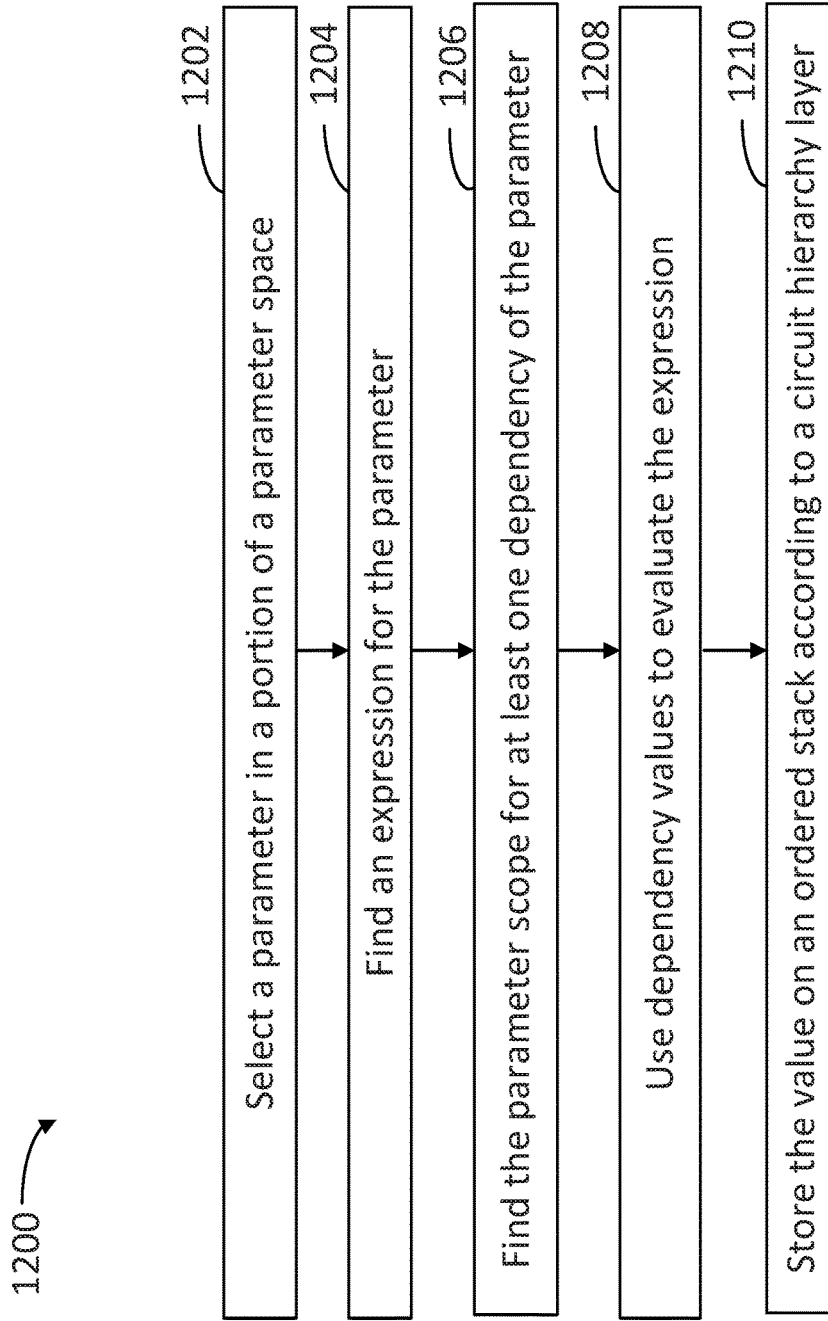 1200
1202
Select a parameter in a portion of a parameter space
1204
Find an expression for the parameter
1206
Find the parameter scope for at least one dependency of the parameter
1208
Use dependency values to evaluate the expression
1210
Store the value on an ordered stack according to a circuit hierarchy layer